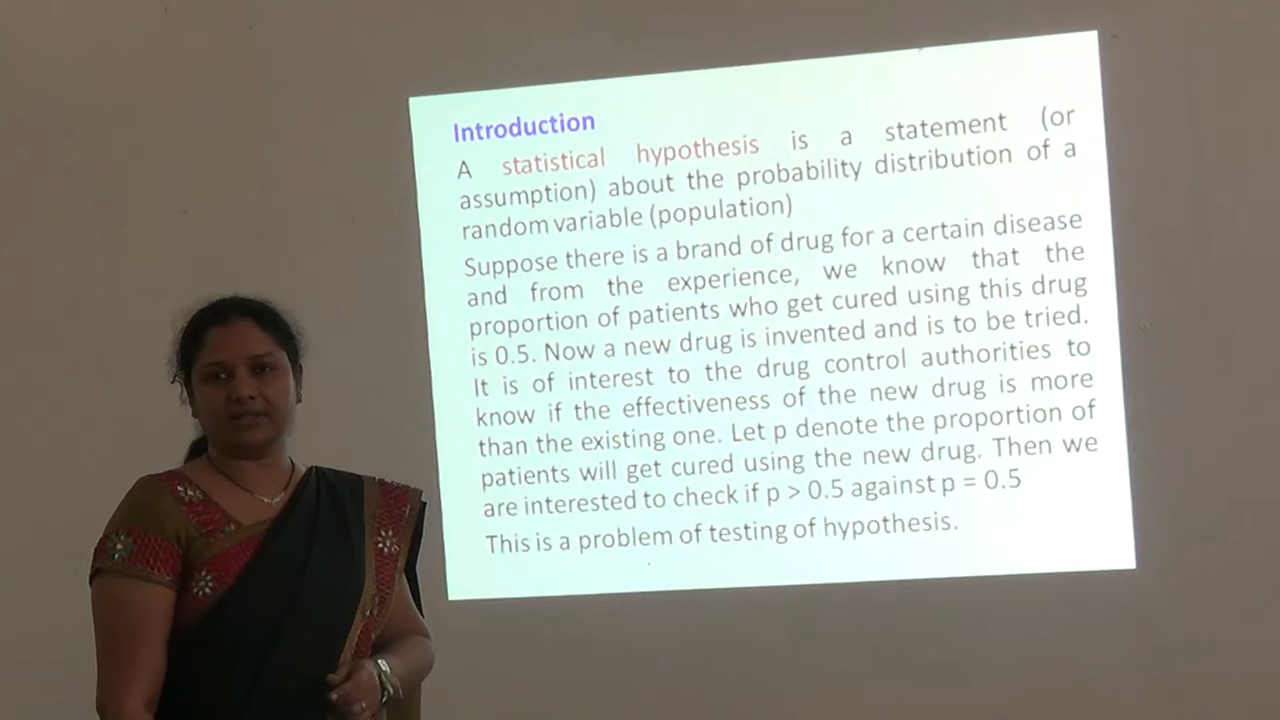 Introduction
A statistical hypothesis is a statement (or
assumption) about the probability distribution of a
random variable (population)
Suppose there is a brand of drug for a certain disease
and from the experience, we know that the
proportion of patients who get cured using this drug
is 0.5. Now a new drug is invented and is to be tried.
It is of interest to the drug control authorities to
know if the effectiveness of the new drug is more
than the existing one. Let p denote the proportion of
patients will get cured using the new drug. Then we
are interested to check if p > 0.5 against p = 0.5
This is a problem of testing of hypothesis.